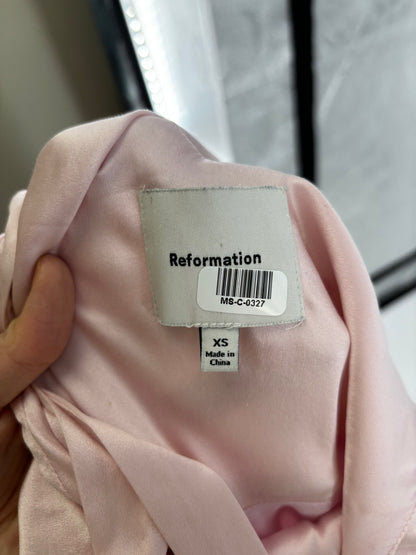 Reformation
MS-C-0327
XS
Made in
China